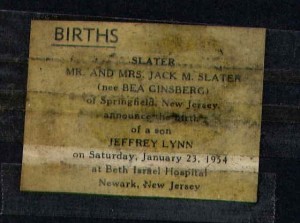 BIRTHS
SLATER
MR. AND MRS. JACK M. SLATER
(nee BEA GINSBERG)
of Springfield, New Jersey
announce the birth
of a son
JEFFREY LYNN
on Saturday, January 23, 1954
at Beth Israel Hospital
Newark, New Jersey